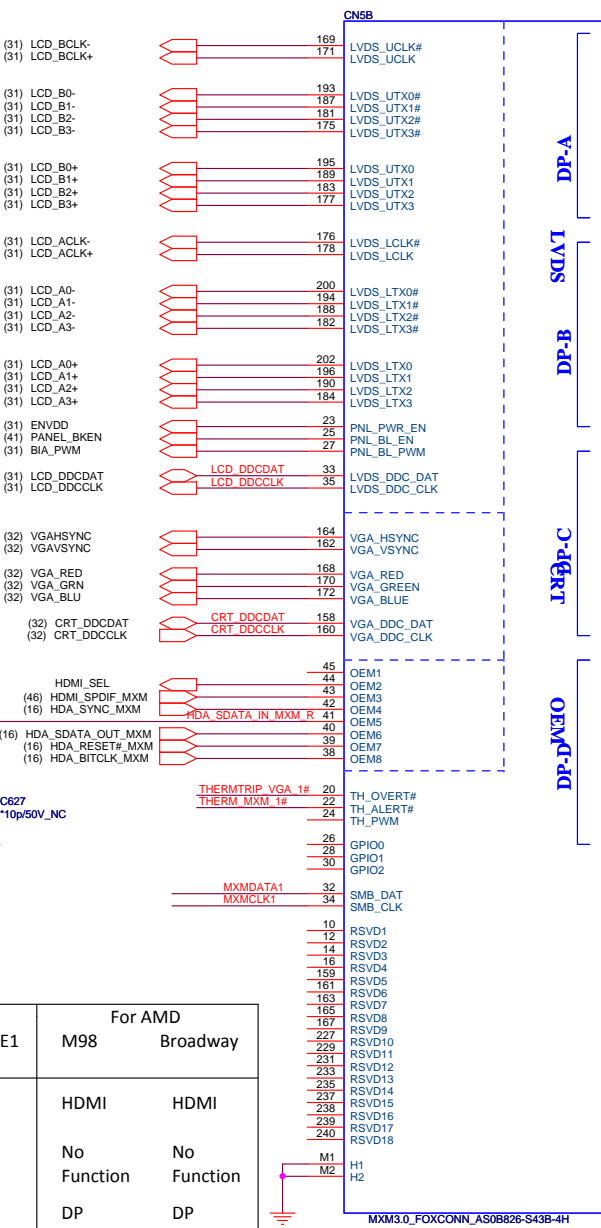 CN5B
(31) LCD_BCLK- 169 LVDS_UCLK#
(31) LCD_BCLK+ 171 LVDS_UCLK
(31) LCD_B0- 193 LVDS_UTX0#
(31) LCD_B1- 187 LVDS_UTX1#
(31) LCD_B2- 181 LVDS_UTX2#
(31) LCD_B3- 175 LVDS_UTX3#
DP-A
(31) LCD_B0+ 195 LVDS_UTX0
(31) LCD_B1+ 189 LVDS_UTX1
(31) LCD_B2+ 183 LVDS_UTX2
(31) LCD_B3+ 177 LVDS_UTX3
(31) LCD_ACLK- 176 LVDS_LCLK#
(31) LCD_ACLK+ 178 LVDS_LCLK
LVDS
(31) LCD_A0- 200 LVDS_LTX0#
(31) LCD_A1- 194 LVDS_LTX1#
(31) LCD_A2- 188 LVDS_LTX2#
(31) LCD_A3- 182 LVDS_LTX3#
DP-B
(31) LCD_A0+ 202 LVDS_LTX0
(31) LCD_A1+ 196 LVDS_LTX1
(31) LCD_A2+ 190 LVDS_LTX2
(31) LCD_A3+ 184 LVDS_LTX3
(31) ENVDD 23 PNL_PWR_EN
(41) PANEL_BKEN 25 PNL_BL_EN
(31) BIA_PWM 27 PNL_BL_PWM
(31) LCD_DDCDAT LCD_DDCDAT 33 LVDS_DDC_DAT
(31) LCD_DDCCLK LCD_DDCCLK 35 LVDS_DDC_CLK
(32) VGAHSYNC 164 VGA_HSYNC
(32) VGAVSYNC 162 VGA_VSYNC
DP-C
CRT
(32) VGA_RED 168 VGA_RED
(32) VGA_GRN 170 VGA_GREEN
(32) VGA_BLU 172 VGA_BLUE
(32) CRT_DDCDAT CRT_DDCDAT 158 VGA_DDC_DAT
(32) CRT_DDCCLK CRT_DDCCLK 160 VGA_DDC_CLK
45 OEM1
HDMI_SEL 44 OEM2
(46) HDMI_SPDIF_MXM 43 OEM3
(16) HDA_SYNC_MXM 42 OEM4
HDA_SDATA_IN_MXM_R 41 OEM5
(16) HDA_SDATA_OUT_MXM 40 OEM6
(16) HDA_RESET#_MXM 39 OEM7
(16) HDA_BITCLK_MXM 38 OEM8
OEM
DP-D
C627
*10p/50V_NC
THERMTRIP_VGA_1# 20 TH_OVERT#
THERM_MXM_1# 22 TH_ALERT#
24 TH_PWM
26 GPIO0
28 GPIO1
30 GPIO2
MXMDATA1 32 SMB_DAT
MXMCLK1 34 SMB_CLK
10 RSVD1
12 RSVD2
14 RSVD3
16 RSVD4
159 RSVD5
161 RSVD6
163 RSVD7
165 RSVD8
167 RSVD9
227 RSVD10
229 RSVD11
231 RSVD12
233 RSVD13
235 RSVD14
237 RSVD15
238 RSVD16
239 RSVD17
240 RSVD18
M1 H1
M2 H2
MXM3.0_FOXCONN_AS0B826-S43B-4H
For AMD
E1 M98 Broadway
HDMI HDMI
No Function No Function
DP DP